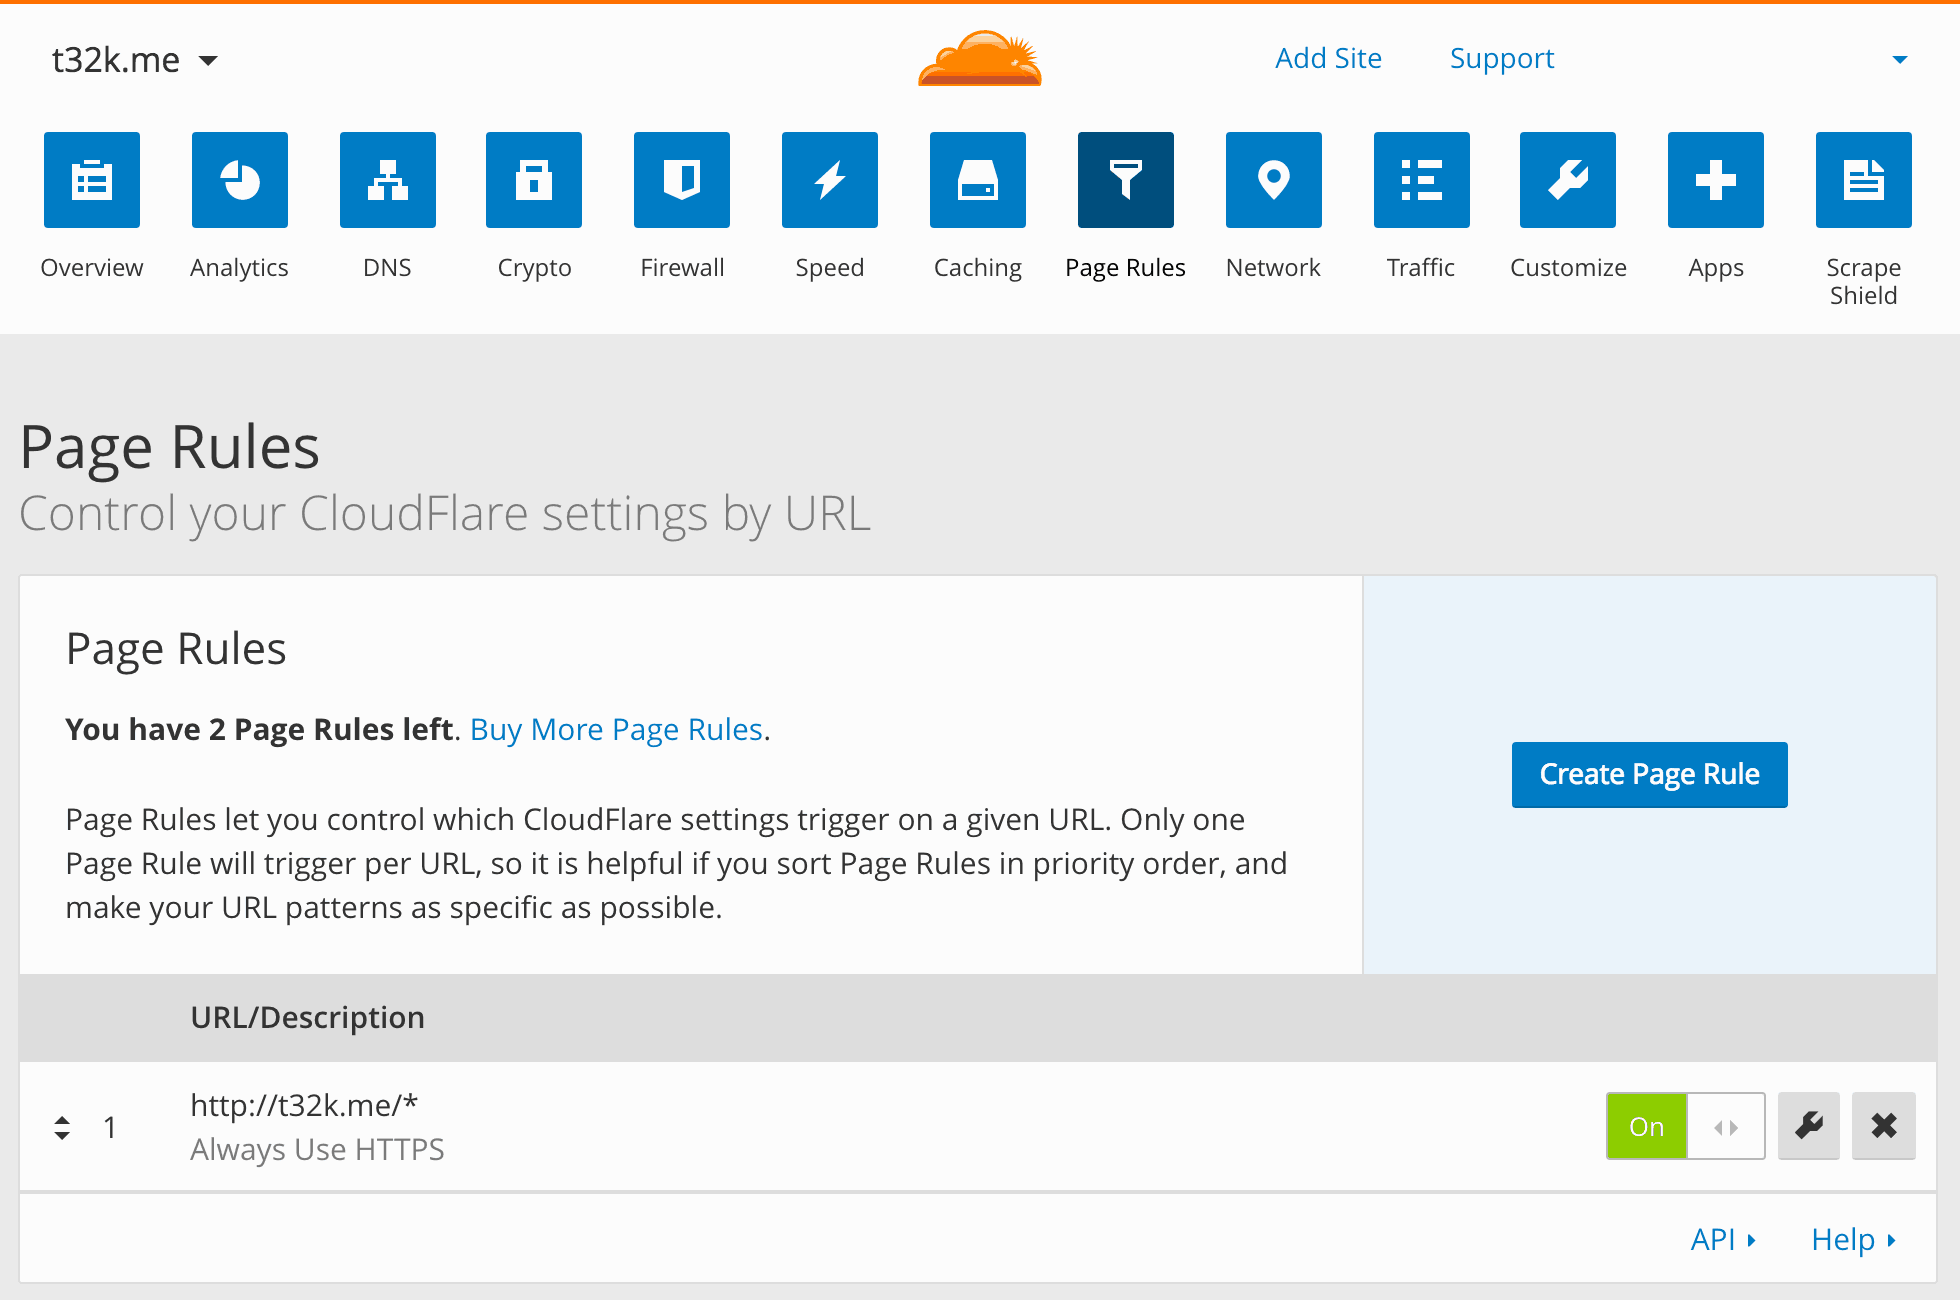 t32k.me
Add Site
Support
Overview
Analytics
DNS
Crypto
Firewall
Speed
Caching
Page Rules
Network
Traffic
Customize
Apps
Scrape
Shield
Page Rules
Control your CloudFlare settings by URL
Page Rules
You have 2 Page Rules left. Buy More Page Rules.
Page Rules let you control which CloudFlare settings trigger on a given URL. Only one
Page Rule will trigger per URL, so it is helpful if you sort Page Rules in priority order, and
make your URL patterns as specific as possible.
Create Page Rule
URL/Description
1
http://t32k.me/*
Always Use HTTPS
On
API
Help